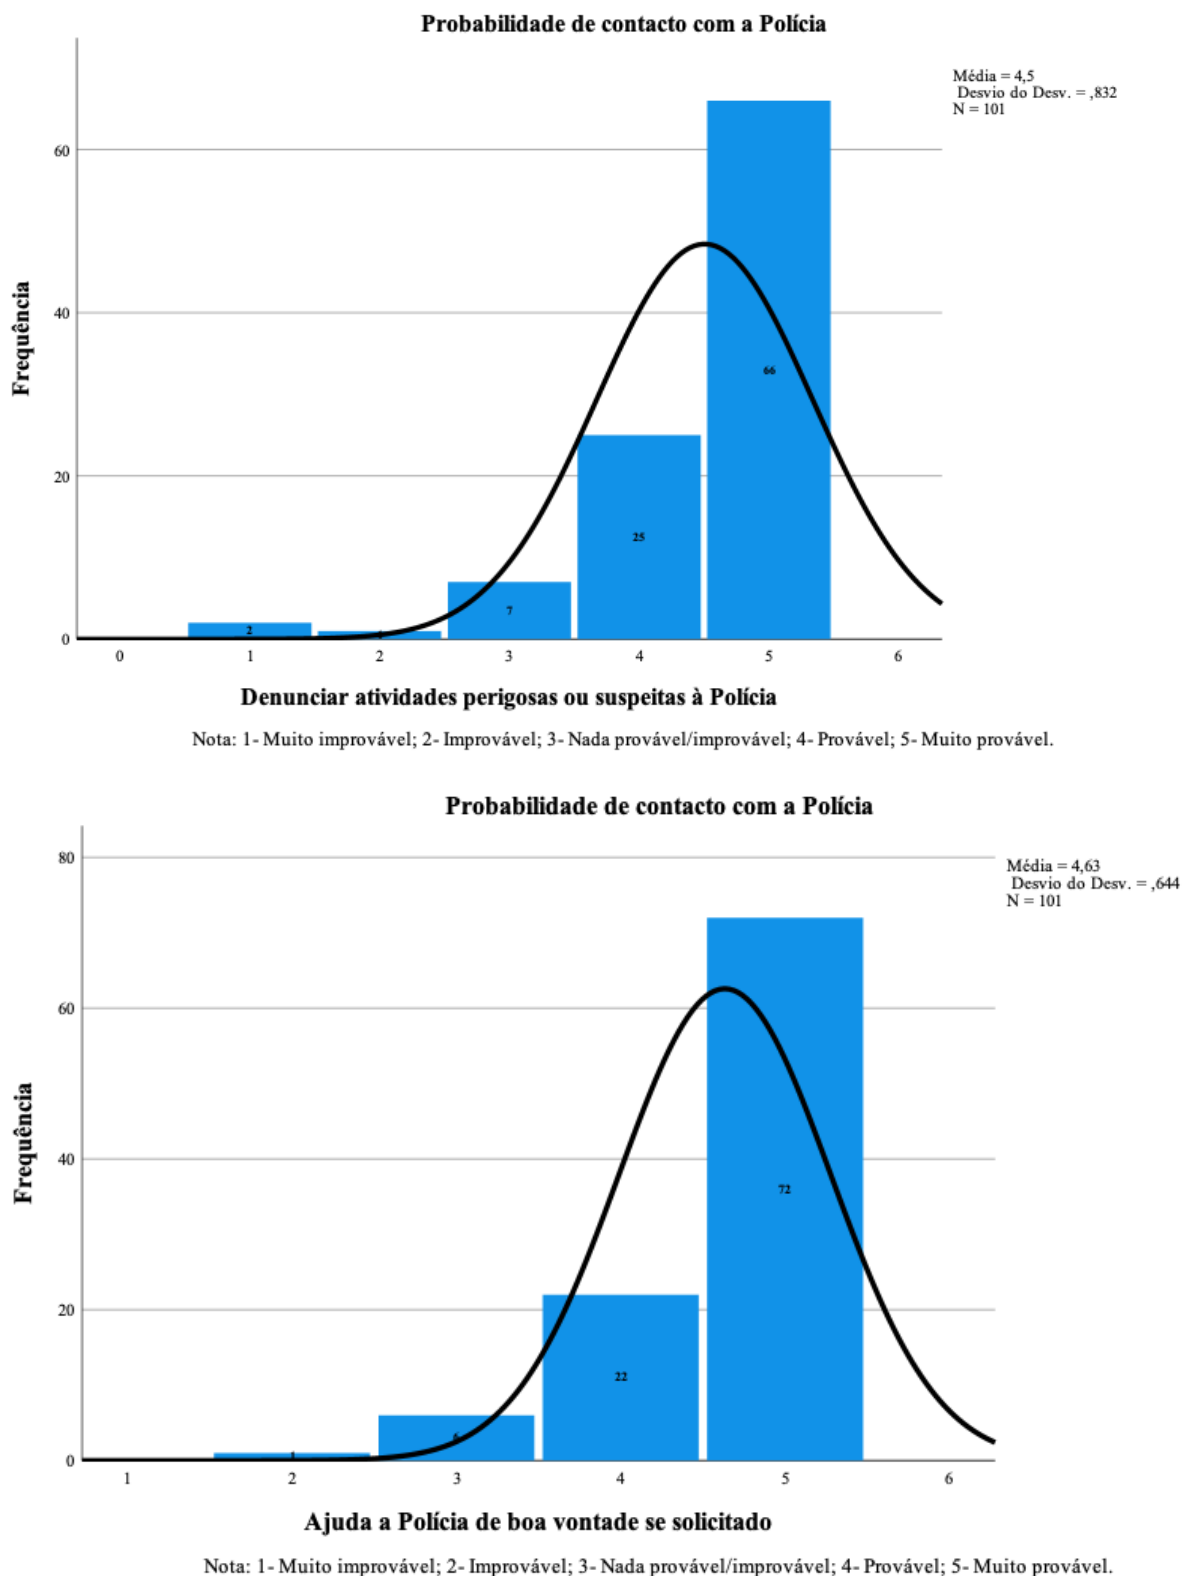 Probabilidade de contacto com a Polícia
Média = 4,5
Desvio do Desv. = ,832
N = 101
Frequência
60
40
20
0
2
7
25
66
0 1 2 3 4 5 6
Denunciar atividades perigosas ou suspeitas à Polícia
Nota: 1- Muito improvável; 2- Improvável; 3- Nada provável/improvável; 4- Provável; 5- Muito provável.
Probabilidade de contacto com a Polícia
Média = 4,63
Desvio do Desv. = ,644
N = 101
Frequência
80
60
40
20
0
1
6
22
72
1 2 3 4 5 6
Ajuda a Polícia de boa vontade se solicitado
Nota: 1- Muito improvável; 2- Improvável; 3- Nada provável/improvável; 4- Provável; 5- Muito provável.